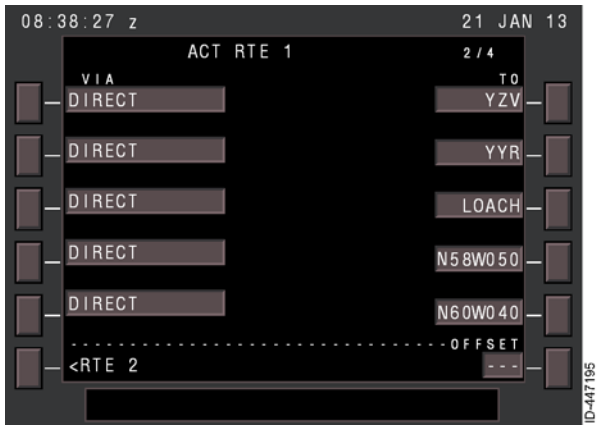 08:38:27 z 21 JAN 13
ACT RTE 1 2/4
VIA TO
DIRECT YZV
DIRECT YYR
DIRECT LOACH
DIRECT N58W050
DIRECT N60W040
--------------------------------OFFSET
<RTE 2 ---
ID-447195